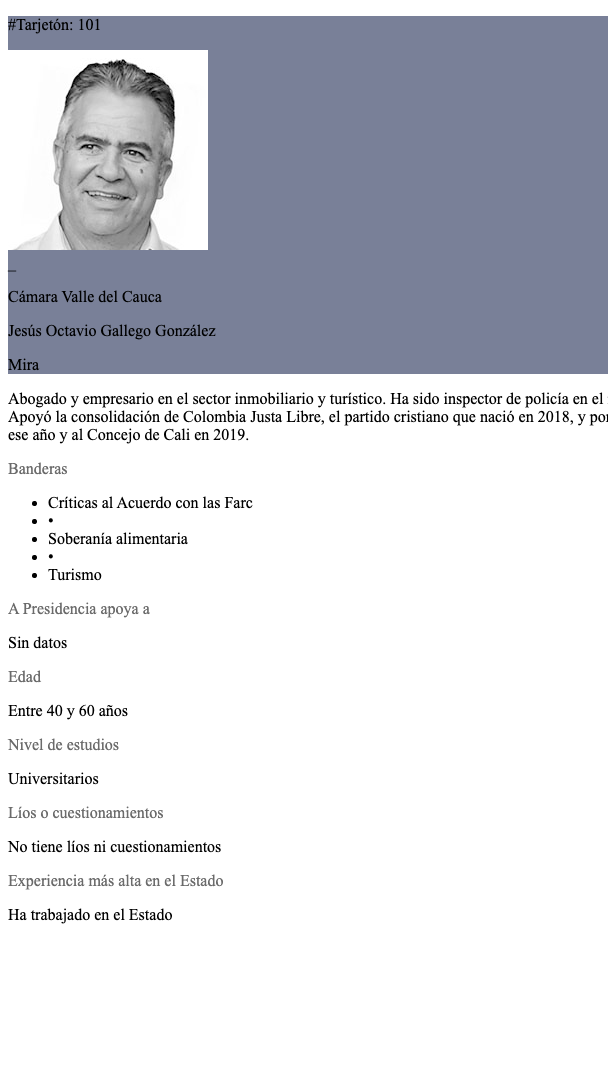 #Tarjetón: 101
_
Cámara Valle del Cauca
Jesús Octavio Gallego González
Mira
Abogado y empresario en el sector inmobiliario y turístico. Ha sido inspector de policía en el
Apoyó la consolidación de Colombia Justa Libre, el partido cristiano que nació en 2018, y
ese año y al Concejo de Cali en 2019.
Banderas
• Críticas al Acuerdo con las Farc
• •
• Soberanía alimentaria
• •
• Turismo
A Presidencia apoya a
Sin datos
Edad
Entre 40 y 60 años
Nivel de estudios
Universitarios
Líos o cuestionamientos
No tiene líos ni cuestionamientos
Experiencia más alta en el Estado
Ha trabajado en el Estado